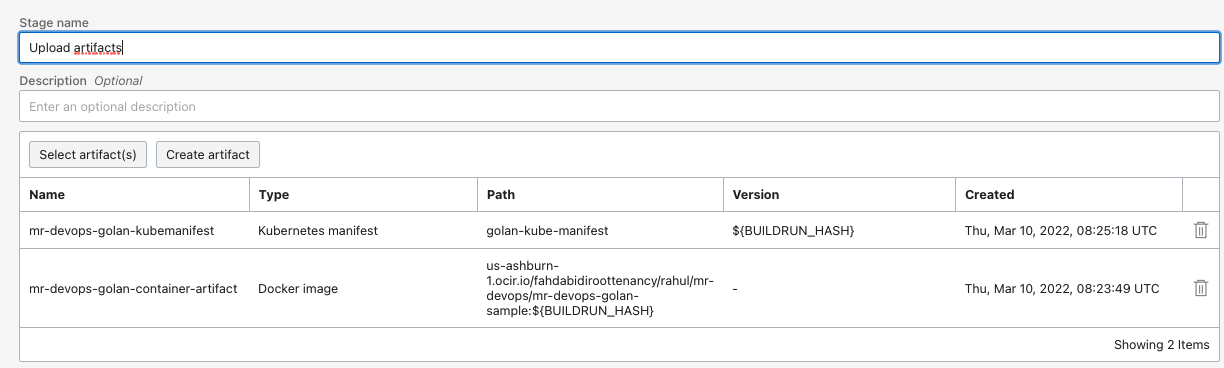 Stage name
Upload artifacts
Description Optional
Enter an optional description
Select artifact(s) Create artifact
Name Type Path Version Created
mr-devops-golan-kubemanifest Kubernetes manifest golan-kube-manifest ${BUILDRUN_HASH} Thu, Mar 10, 2022, 08:25:18 UTC
us-ashburn-
1.ocir.io/fahdabidiroottenancy/rahul/mr-
mr-devops-golan-container-artifact Docker image devops/mr-devops-golan- - Thu, Mar 10, 2022, 08:23:49 UTC
sample:${BUILDRUN_HASH}
Showing 2 Items